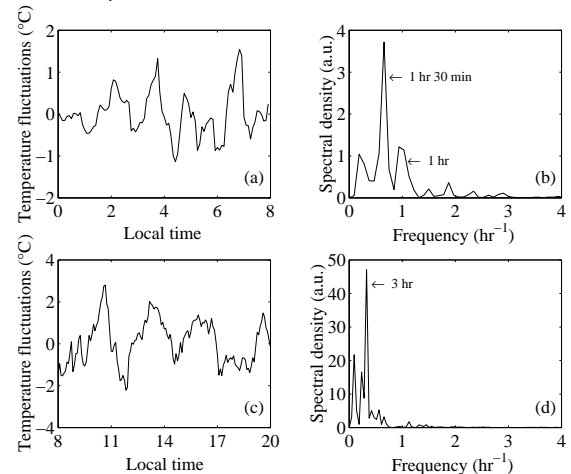 Temperature fluctuations (°C)
2
1
0
−1
−2
0
2
4
6
8
Local time
(a)
Spectral density (a.u.)
4
3
2
1
0
0
1
2
3
4
Frequency (hr⁻¹)
← 1 hr 30 min
← 1 hr
(b)
Temperature fluctuations (°C)
4
2
0
−2
−4
8
11
14
17
20
Local time
(c)
Spectral density (a.u.)
50
40
30
20
10
0
0
1
2
3
4
Frequency (hr⁻¹)
← 3 hr
(d)